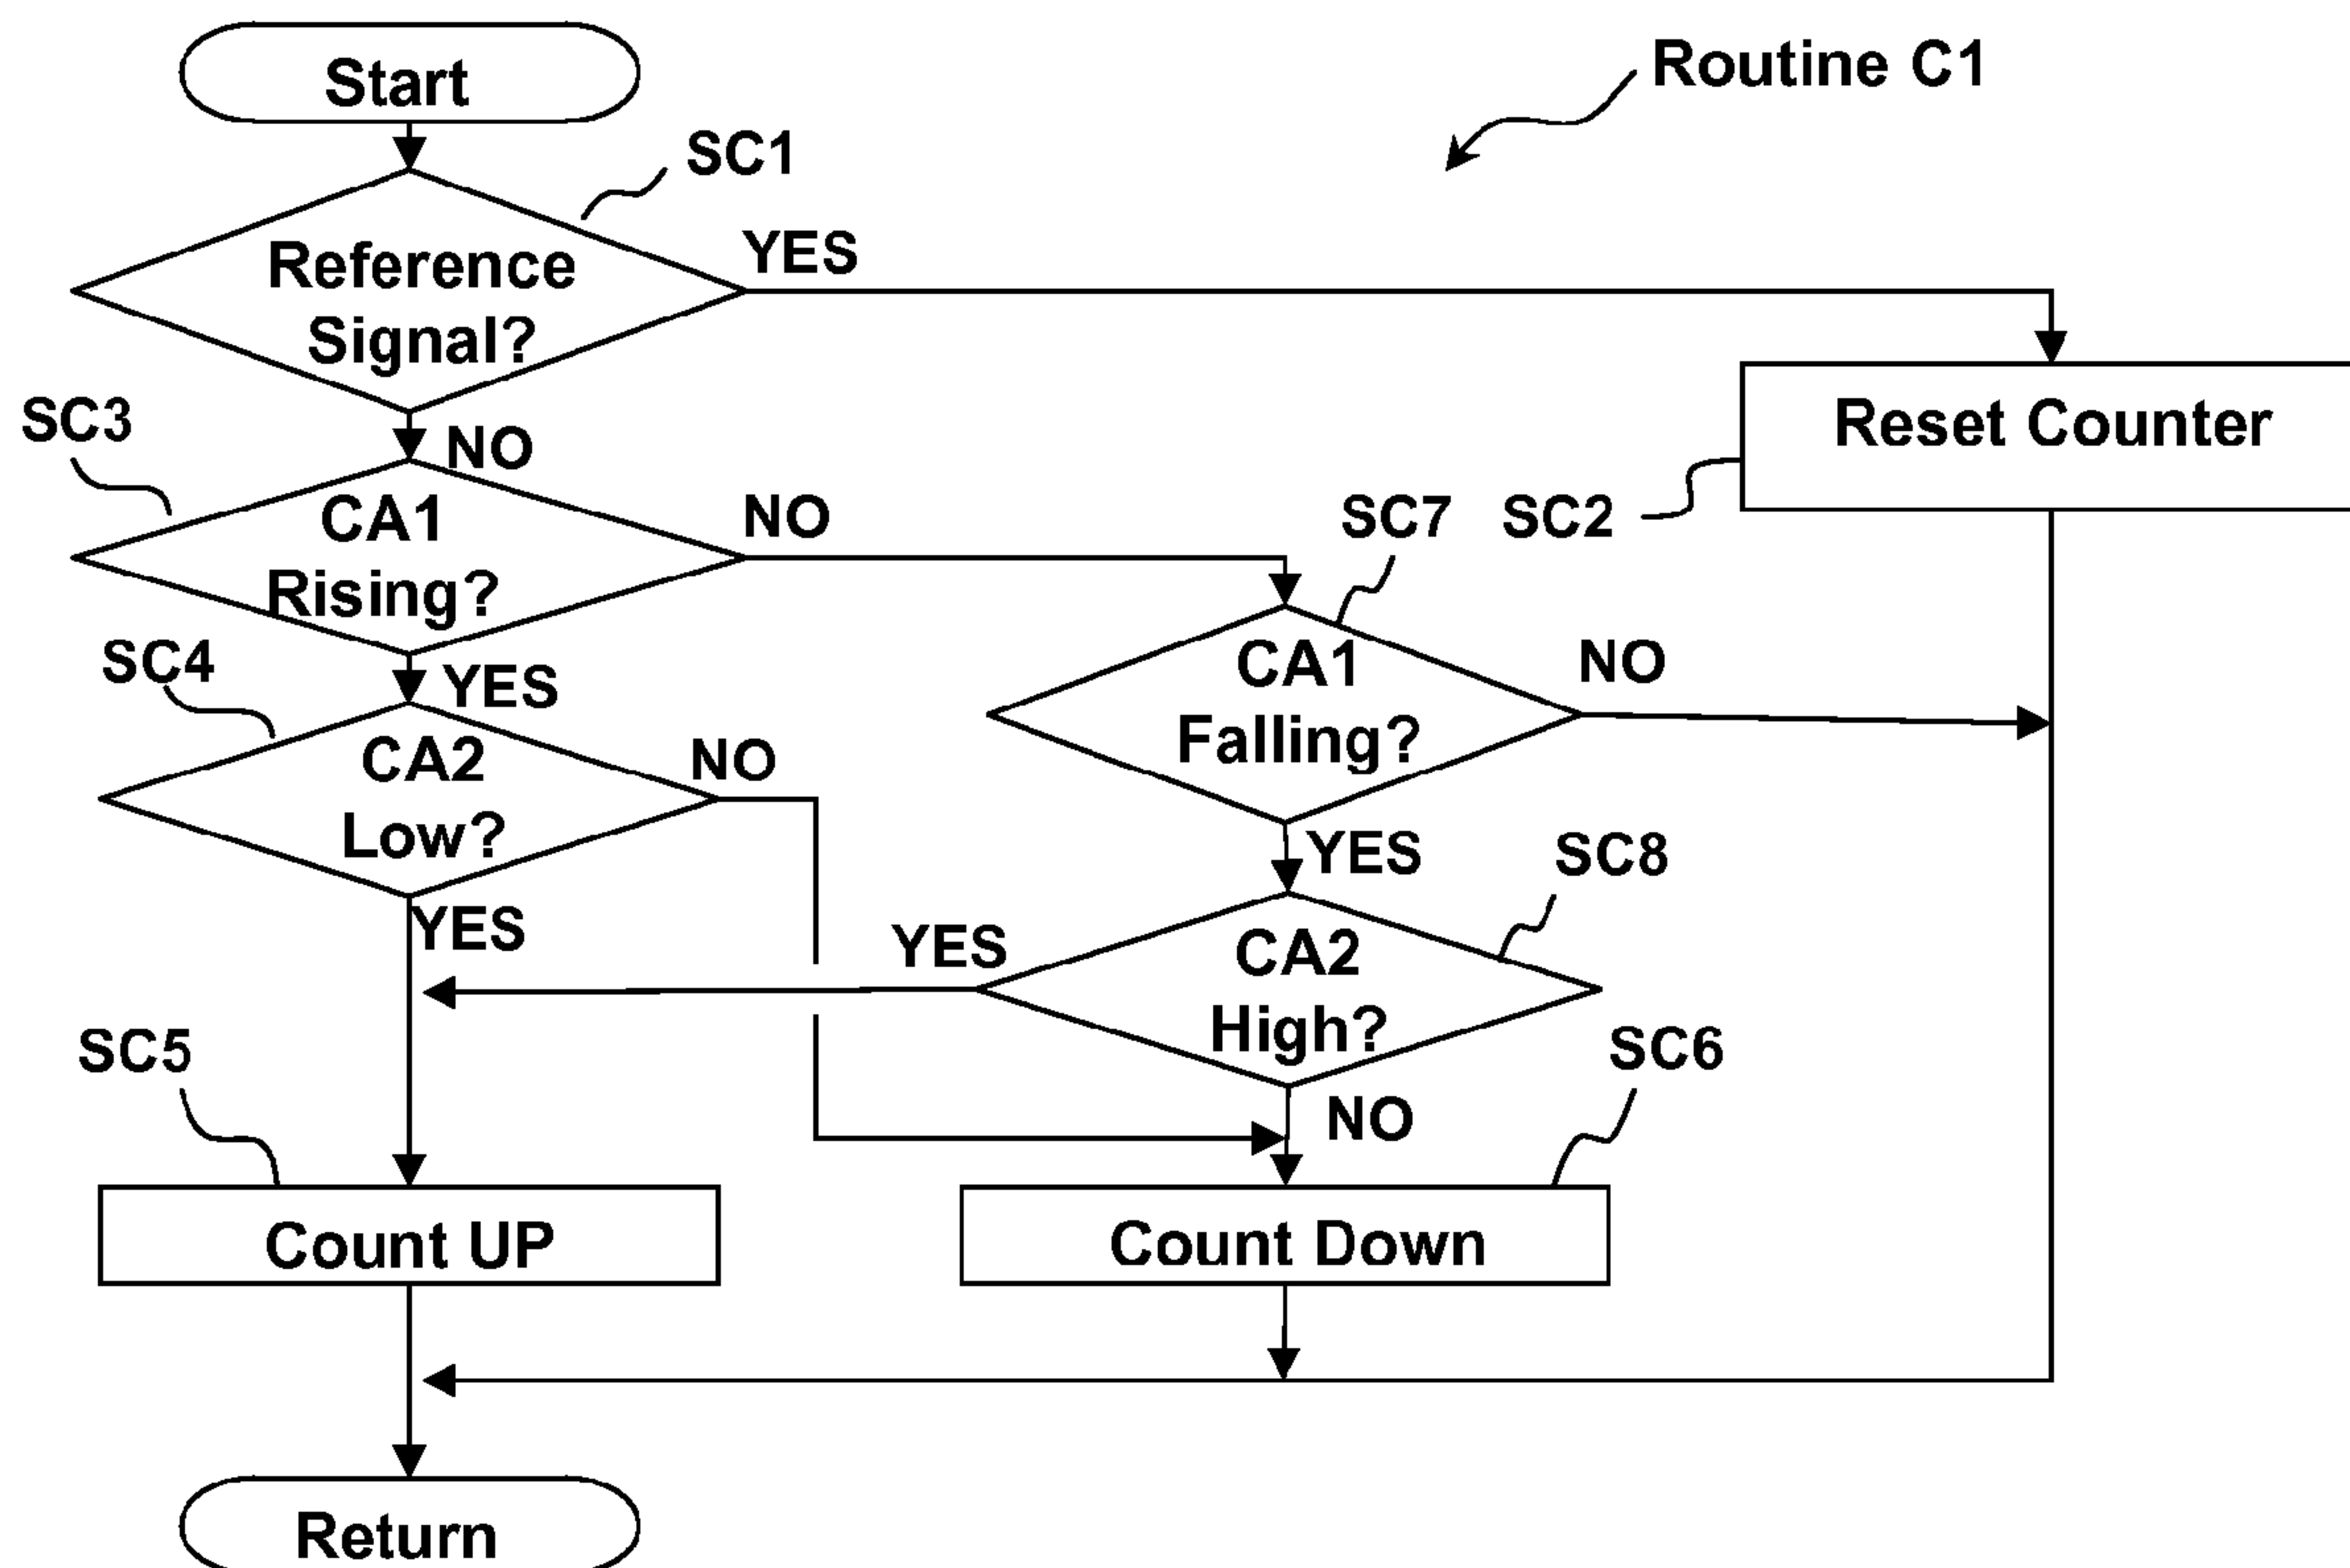 Start
Routine C1
SC1
Reference
Signal?
YES
NO
SC2
Reset Counter
SC3
CA1
Rising?
NO
YES
SC7
CA1
Falling?
NO
YES
SC4
CA2
Low?
NO
YES
SC8
CA2
High?
YES
NO
SC5
Count UP
SC6
Count Down
Return